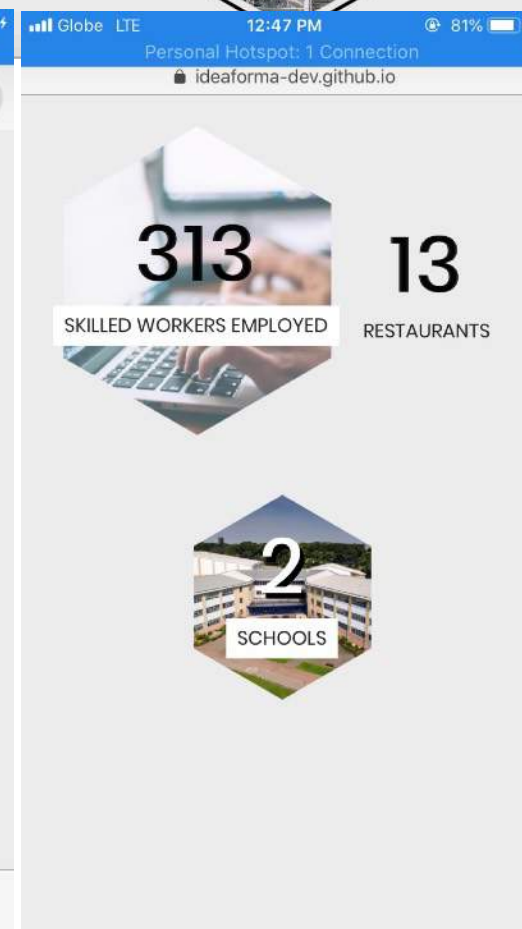 Globe LTE 12:47 PM 81%
Personal Hotspot: 1 Connection
ideaforma-dev.github.io
313
SKILLED WORKERS EMPLOYED
13
RESTAURANTS
2
SCHOOLS